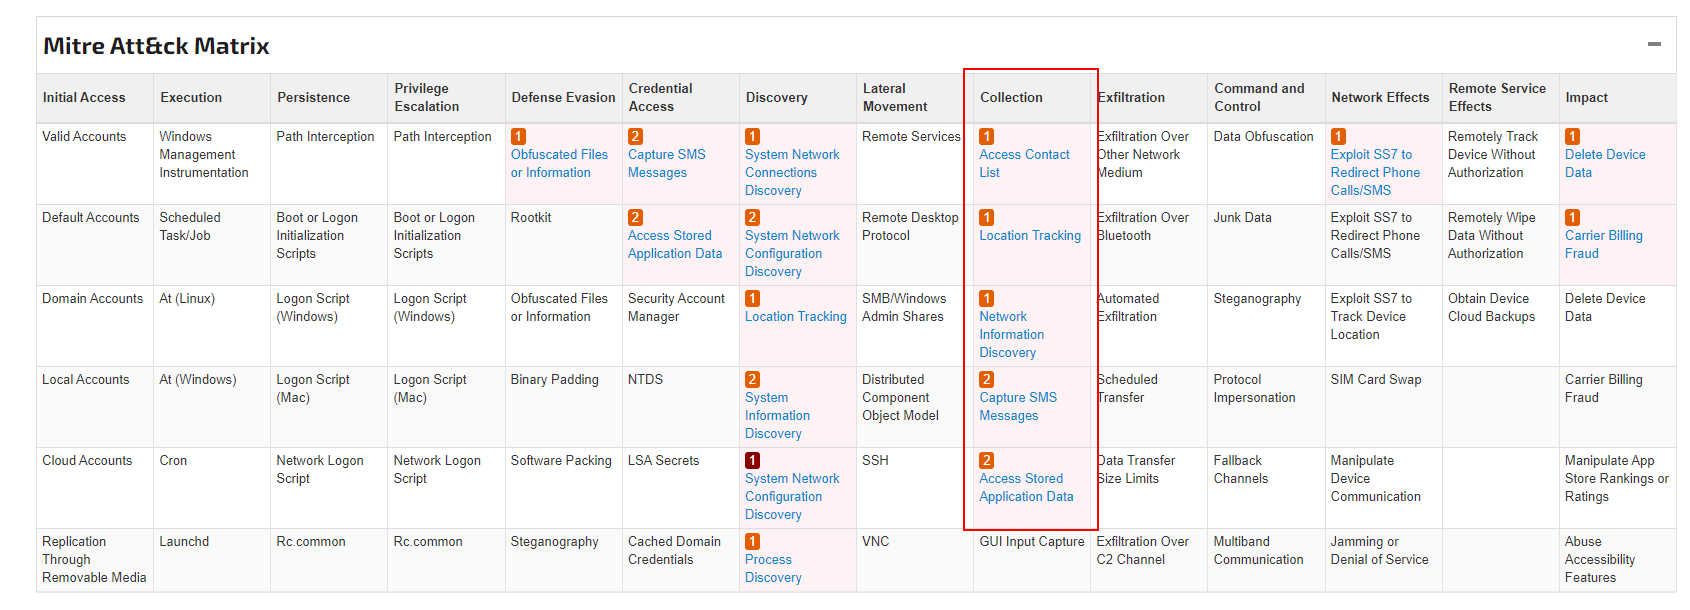 Mitre Att&ck Matrix
Initial Access
Execution
Persistence
Privilege
Escalation
Defense Evasion
Credential
Access
Discovery
Lateral
Movement
Collection
Exfiltration
Command and
Control
Network Effects
Remote Service
Effects
Impact
Valid Accounts
Windows
Management
Instrumentation
Path Interception
Path Interception
1
Obfuscated Files
or Information
2
Capture SMS
Messages
1
System Network
Connections
Discovery
Remote Services
1
Access Contact
List
Exfiltration Over
Other Network
Medium
Data Obfuscation
1
Exploit SS7 to
Redirect Phone
Calls/SMS
Remotely Track
Device Without
Authorization
1
Delete Device
Data
Default Accounts
Scheduled
Task/Job
Boot or Logon
Initialization
Scripts
Boot or Logon
Initialization
Scripts
Rootkit
2
Access Stored
Application Data
2
System Network
Configuration
Discovery
Remote Desktop
Protocol
1
Location Tracking
Exfiltration Over
Bluetooth
Junk Data
Exploit SS7 to
Redirect Phone
Calls/SMS
Remotely Wipe
Data Without
Authorization
1
Carrier Billing
Fraud
Domain Accounts
At (Linux)
Logon Script
(Windows)
Logon Script
(Windows)
Obfuscated Files
or Information
Security Account
Manager
1
Location Tracking
SMB/Windows
Admin Shares
1
Network
Information
Discovery
Automated
Exfiltration
Steganography
Exploit SS7 to
Track Device
Location
Obtain Device
Cloud Backups
Delete Device
Data
Local Accounts
At (Windows)
Logon Script
(Mac)
Logon Script
(Mac)
Binary Padding
NTDS
2
System
Information
Discovery
Distributed
Component
Object Model
2
Capture SMS
Messages
Scheduled
Transfer
Protocol
Impersonation
SIM Card Swap
Carrier Billing
Fraud
Cloud Accounts
Cron
Network Logon
Script
Network Logon
Script
Software Packing
LSA Secrets
1
System Network
Configuration
Discovery
SSH
2
Access Stored
Application Data
Data Transfer
Size Limits
Fallback
Channels
Manipulate
Device
Communication
Manipulate App
Store Rankings or
Ratings
Replication
Through
Removable Media
Launchd
Rc.common
Rc.common
Steganography
Cached Domain
Credentials
1
Process
Discovery
VNC
GUI Input Capture
Exfiltration Over
C2 Channel
Multiband
Communication
Jamming or
Denial of Service
Abuse
Accessibility
Features